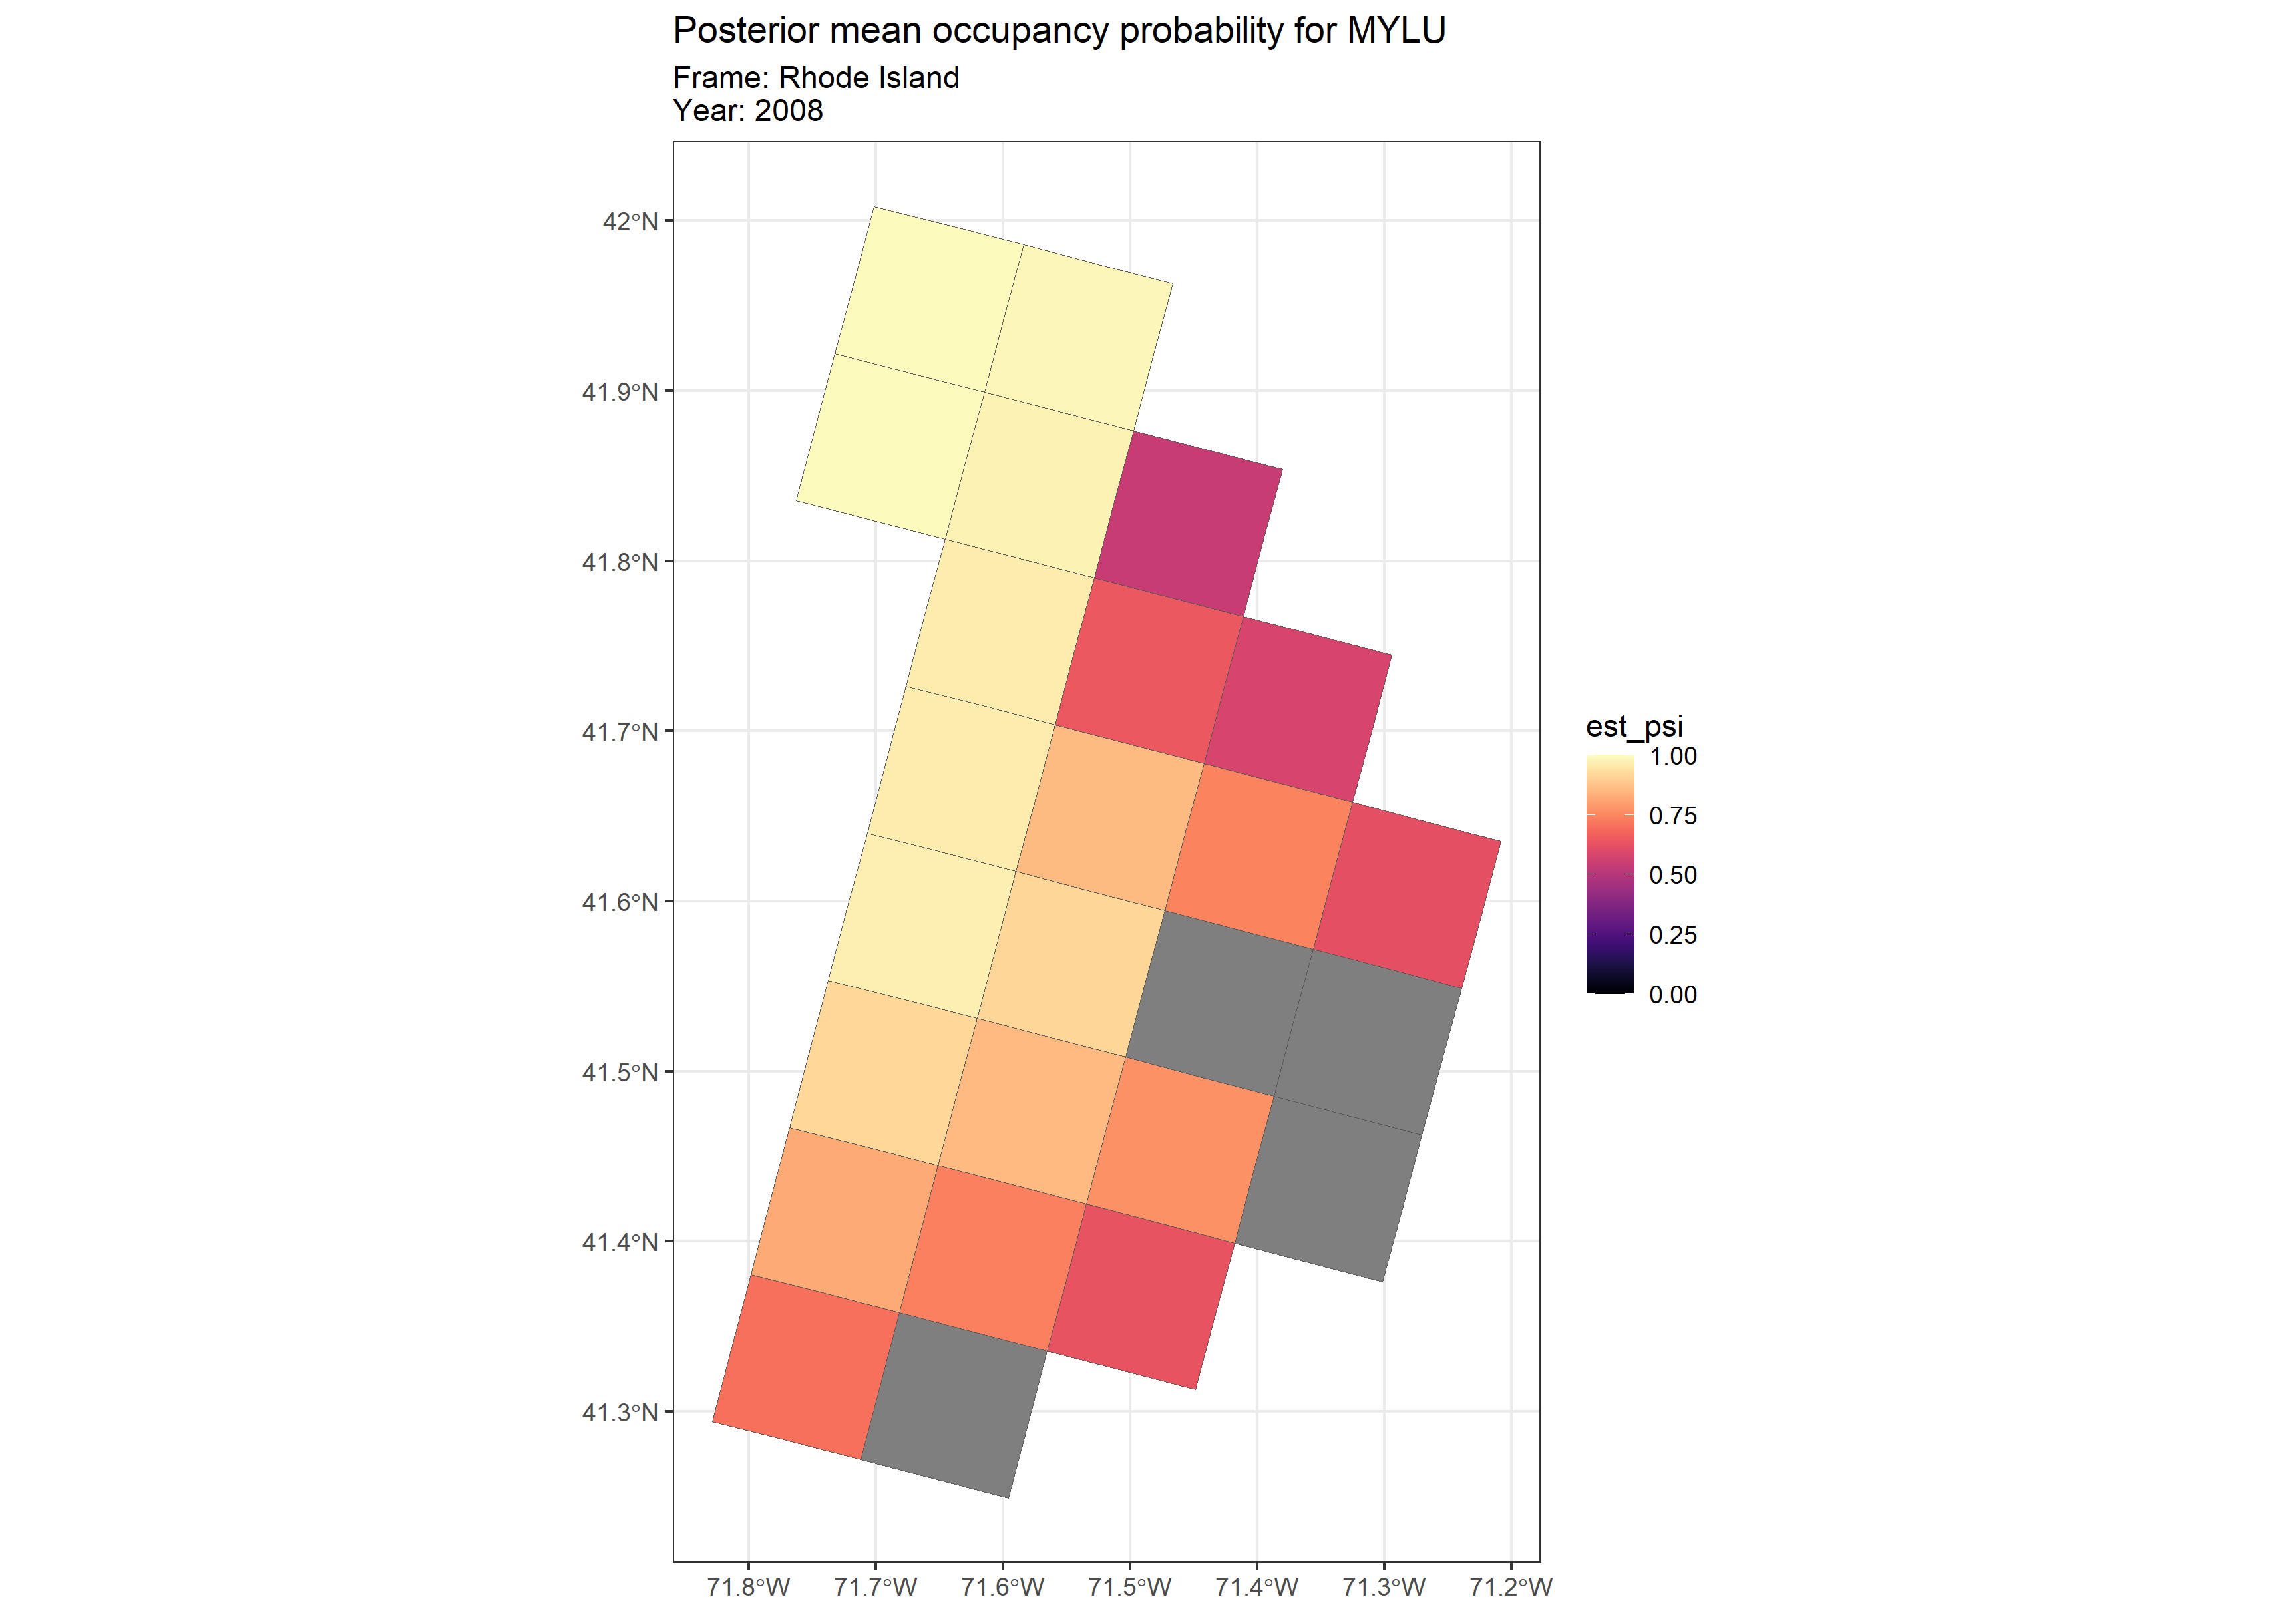 Posterior mean occupancy probability for MYLU
Frame: Rhode Island
Year: 2008
42°N
41.9°N
41.8°N
41.7°N
41.6°N
41.5°N
41.4°N
41.3°N
71.8°W 71.7°W 71.6°W 71.5°W 71.4°W 71.3°W 71.2°W
est_psi
1.00
0.75
0.50
0.25
0.00